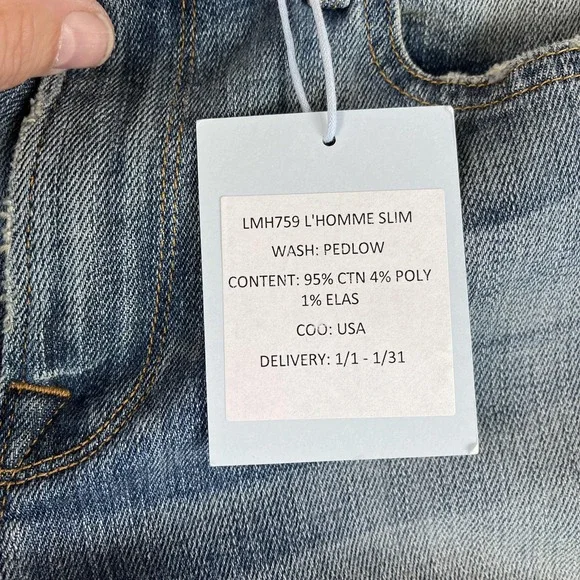 LMH759 L'HOMME SLIM
WASH: PEDLOW
CONTENT: 95% CTN 4% POLY
1% ELAS
COO: USA
DELIVERY: 1/1 - 1/31